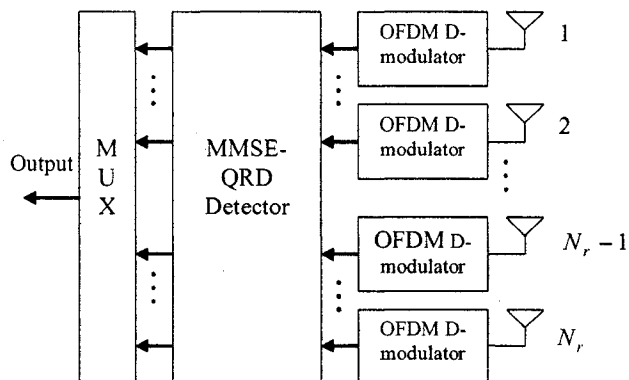 OFDM D-
modulator
1
OFDM D-
modulator
2
Output
M
U
X
MMSE-
QRD
Detector
OFDM D-
modulator
N_r − 1
OFDM D-
modulator
N_r